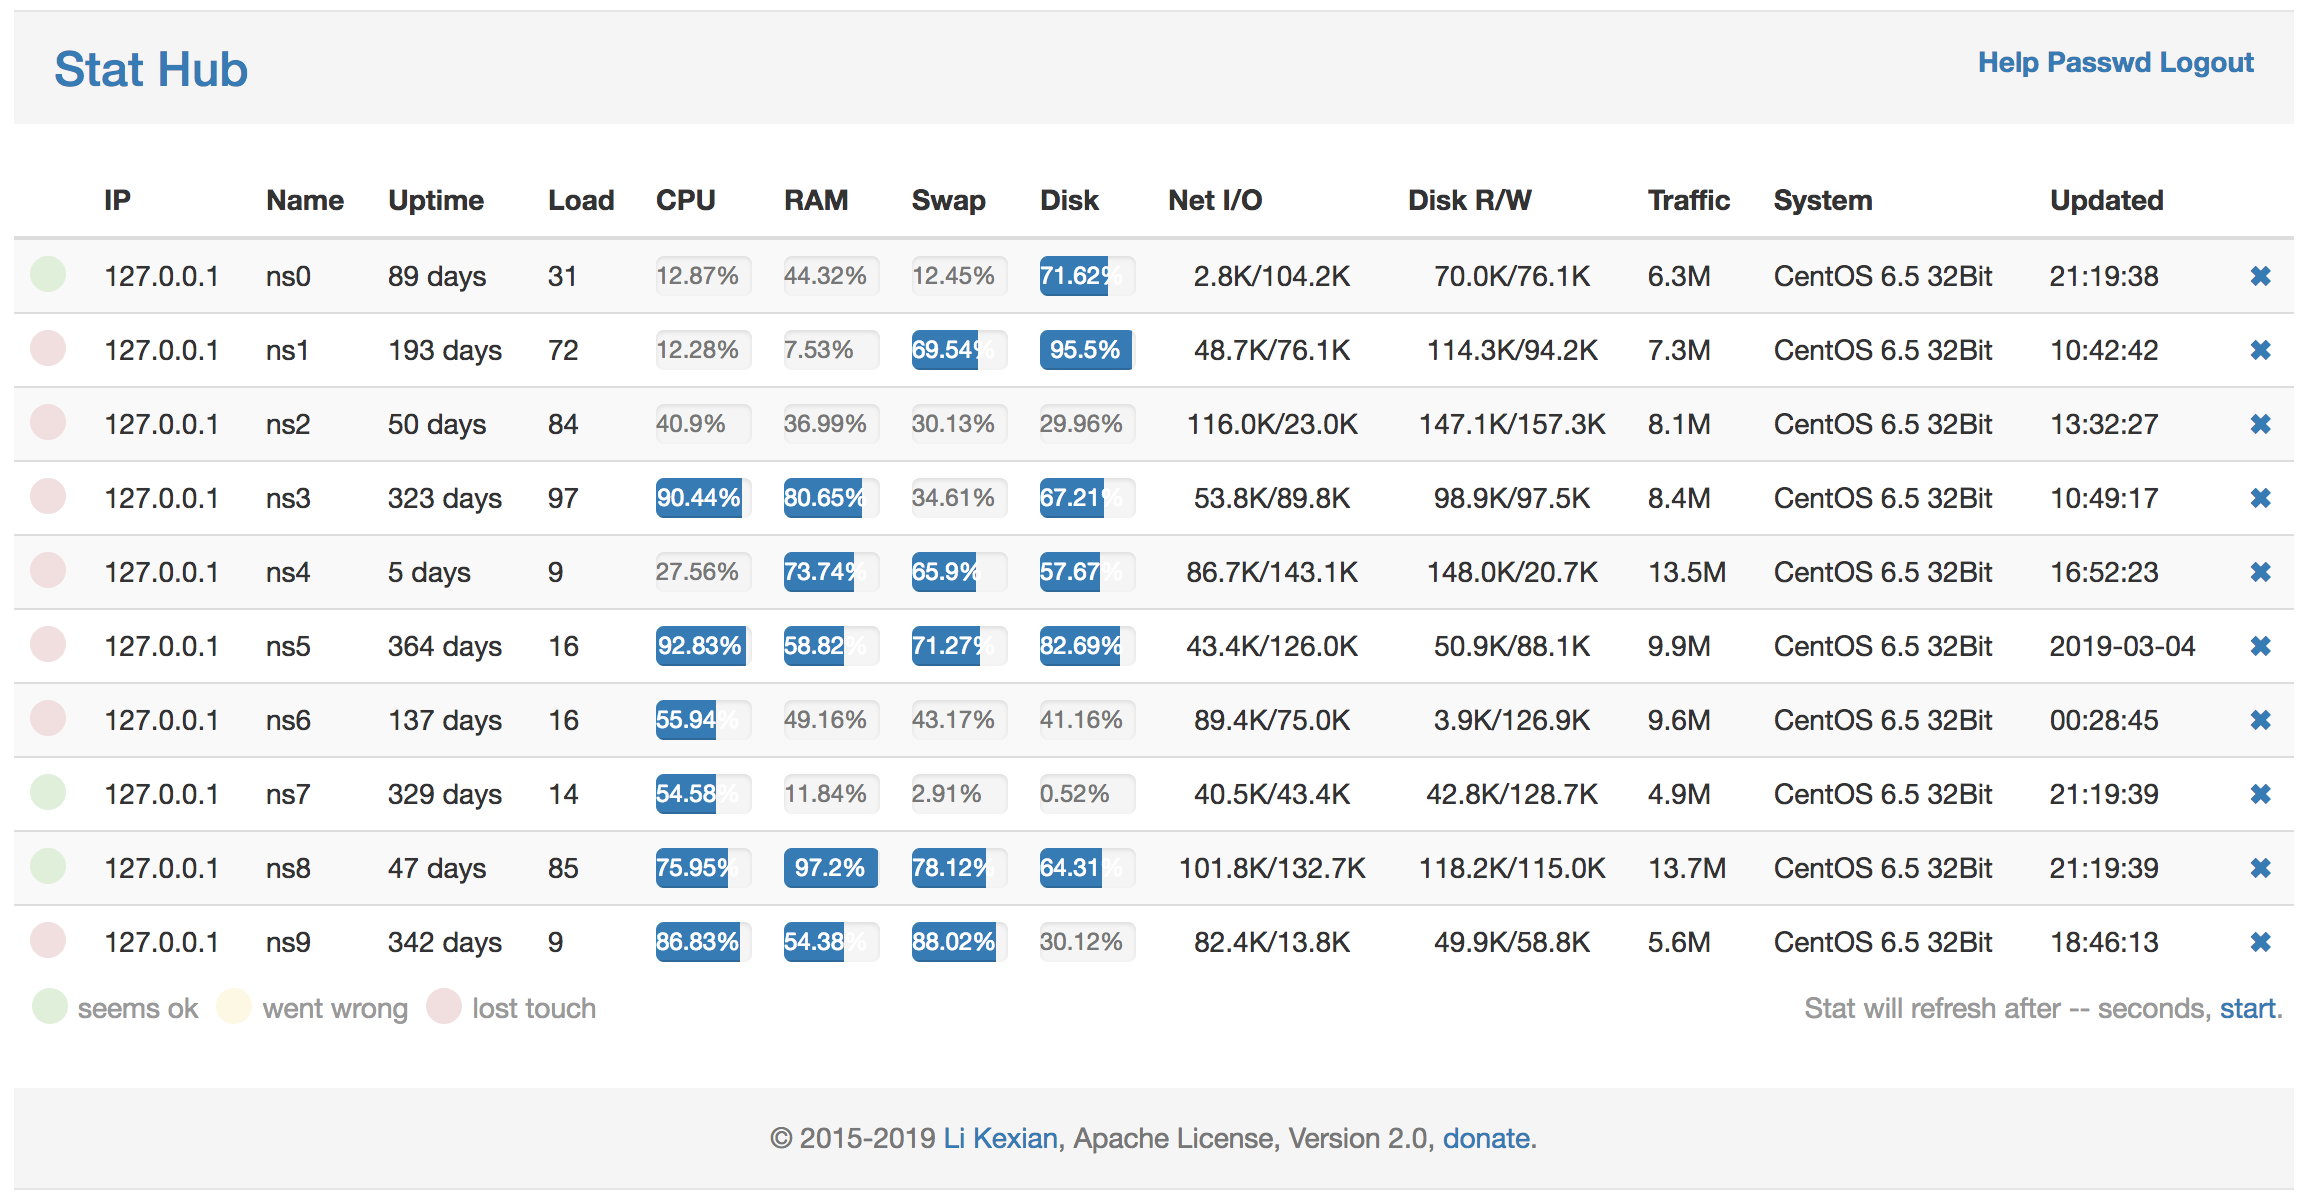 Stat Hub Help Passwd Logout
IP Name Uptime Load CPU RAM Swap Disk Net I/O Disk R/W Traffic System Updated
127.0.0.1 ns0 89 days 31 12.87% 44.32% 12.45% 71.62% 2.8K/104.2K 70.0K/76.1K 6.3M CentOS 6.5 32Bit 21:19:38 ✖
127.0.0.1 ns1 193 days 72 12.28% 7.53% 69.54% 95.5% 48.7K/76.1K 114.3K/94.2K 7.3M CentOS 6.5 32Bit 10:42:42 ✖
127.0.0.1 ns2 50 days 84 40.9% 36.99% 30.13% 29.96% 116.0K/23.0K 147.1K/157.3K 8.1M CentOS 6.5 32Bit 13:32:27 ✖
127.0.0.1 ns3 323 days 97 90.44% 80.65% 34.61% 67.21% 53.8K/89.8K 98.9K/97.5K 8.4M CentOS 6.5 32Bit 10:49:17 ✖
127.0.0.1 ns4 5 days 9 27.56% 73.74% 65.9% 57.67% 86.7K/143.1K 148.0K/20.7K 13.5M CentOS 6.5 32Bit 16:52:23 ✖
127.0.0.1 ns5 364 days 16 92.83% 58.82% 71.27% 82.69% 43.4K/126.0K 50.9K/88.1K 9.9M CentOS 6.5 32Bit 2019-03-04 ✖
127.0.0.1 ns6 137 days 16 55.94% 49.16% 43.17% 41.16% 89.4K/75.0K 3.9K/126.9K 9.6M CentOS 6.5 32Bit 00:28:45 ✖
127.0.0.1 ns7 329 days 14 54.58% 11.84% 2.91% 0.52% 40.5K/43.4K 42.8K/128.7K 4.9M CentOS 6.5 32Bit 21:19:39 ✖
127.0.0.1 ns8 47 days 85 75.95% 97.2% 78.12% 64.31% 101.8K/132.7K 118.2K/115.0K 13.7M CentOS 6.5 32Bit 21:19:39 ✖
127.0.0.1 ns9 342 days 9 86.83% 54.38% 88.02% 30.12% 82.4K/13.8K 49.9K/58.8K 5.6M CentOS 6.5 32Bit 18:46:13 ✖
seems ok went wrong lost touch Stat will refresh after -- seconds, start.
© 2015-2019 Li Kexian, Apache License, Version 2.0, donate.